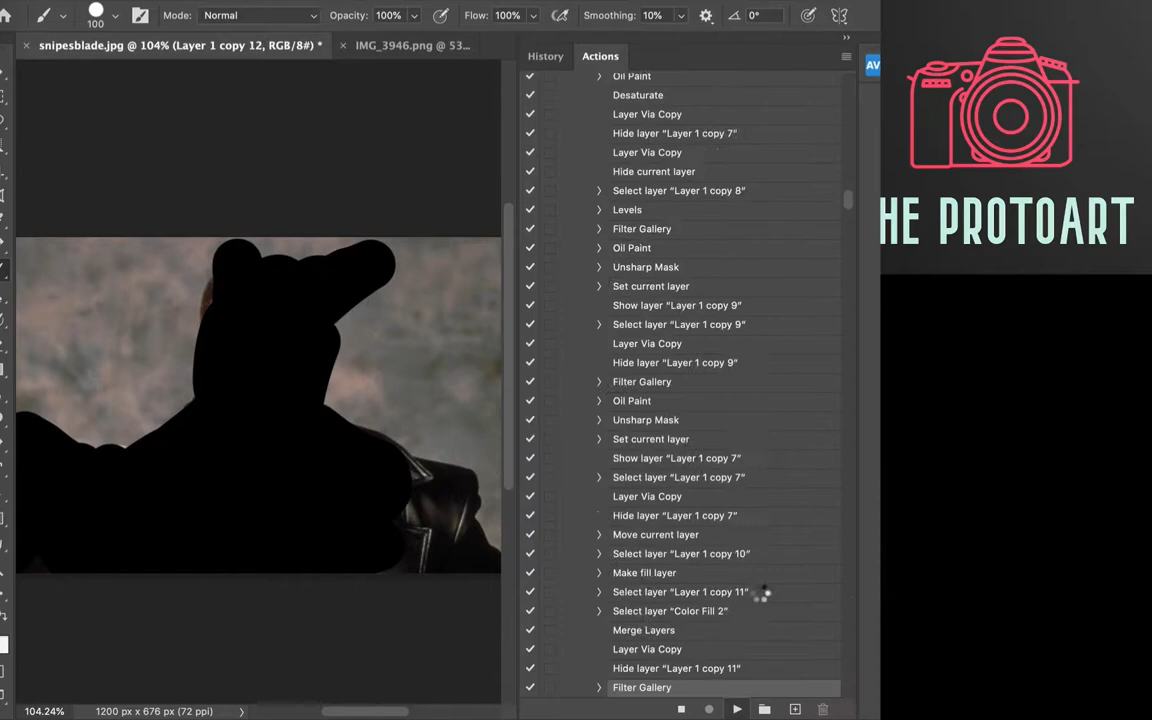 100 Mode: Normal Opacity: 100% Flow: 100% Smoothing: 10% 0°
snipesblade.jpg @ 104% (Layer 1 copy 12, RGB/8#) * IMG_3946.png @ 53...
History Actions
AV
Oil Paint
Desaturate
Layer Via Copy
Hide layer “Layer 1 copy 7”
Layer Via Copy
Hide current layer
Select layer “Layer 1 copy 8”
Levels
Filter Gallery
Oil Paint
Unsharp Mask
Set current layer
Show layer “Layer 1 copy 9”
Select layer “Layer 1 copy 9”
Layer Via Copy
Hide layer “Layer 1 copy 9”
Filter Gallery
Oil Paint
Unsharp Mask
Set current layer
Show layer “Layer 1 copy 7”
Select layer “Layer 1 copy 7”
Layer Via Copy
Hide layer “Layer 1 copy 7”
Move current layer
Select layer “Layer 1 copy 10”
Make fill layer
Select layer “Layer 1 copy 11”
Select layer “Color Fill 2”
Merge Layers
Layer Via Copy
Hide layer “Layer 1 copy 11”
Filter Gallery
104.24% 1200 px x 676 px (72 ppi)
HE PROTOART